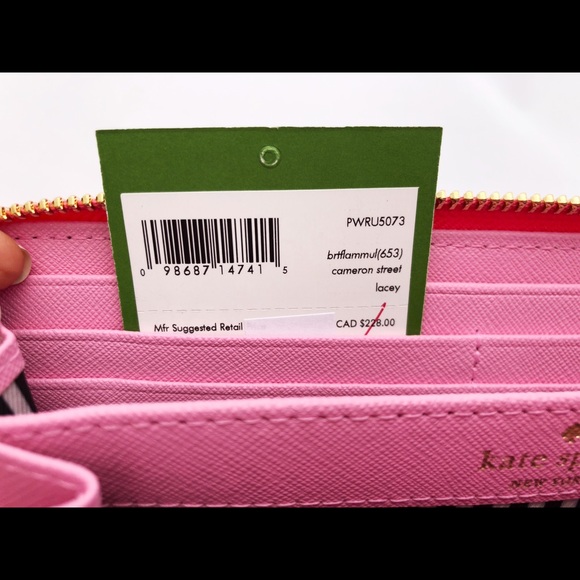 PWRU5073
0 98687 14741 5
brtflammul(653)
cameron street
lacey
Mfr Suggested Retail CAD $228.00
kate sp
NEW YORK